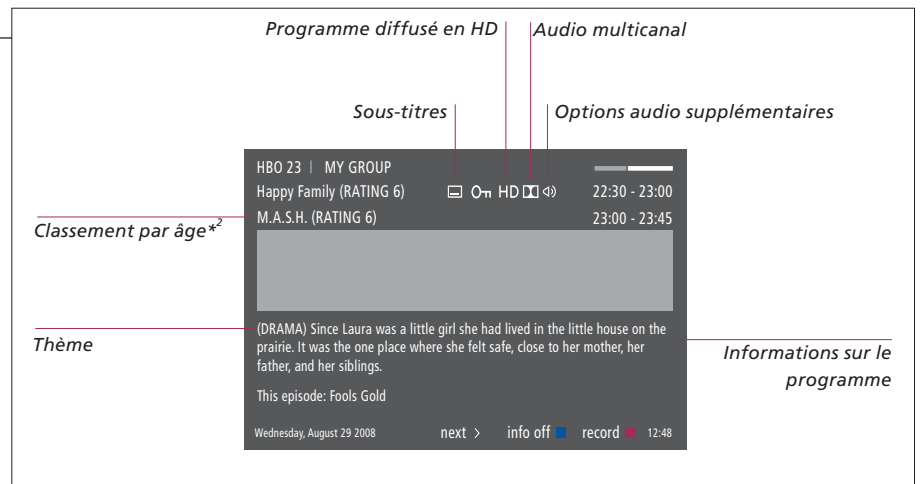 Programme diffusé en HD
Audio multicanal
Sous-titres
Options audio supplémentaires
HBO 23 | MY GROUP
Happy Family (RATING 6) HD 22:30 - 23:00
M.A.S.H. (RATING 6) 23:00 - 23:45
Classement par âge*2
(DRAMA) Since Laura was a little girl she had lived in the little house on the
prairie. It was the one place where she felt safe, close to her mother, her
father, and her siblings.
Thème
Informations sur le
programme
This episode: Fools Gold
Wednesday, August 29 2008 next > info off record 12:48